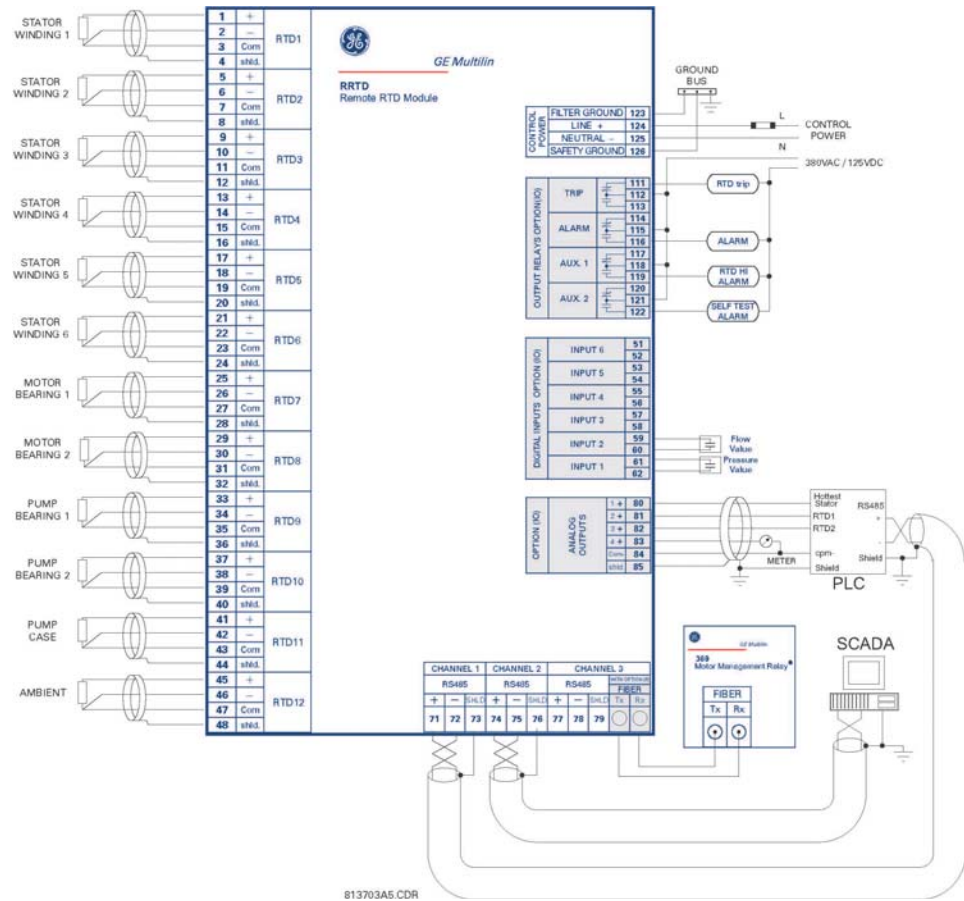 GE Multilin
RRTD
Remote RTD Module
STATOR
WINDING 1
STATOR
WINDING 2
STATOR
WINDING 3
STATOR
WINDING 4
STATOR
WINDING 5
STATOR
WINDING 6
MOTOR
BEARING 1
MOTOR
BEARING 2
PUMP
BEARING 1
PUMP
BEARING 2
PUMP
CASE
AMBIENT
1 +
2 −
3 Com
4 shld.
RTD1
5 +
6 −
7 Com
8 shld.
RTD2
9 +
10 −
11 Com
12 shld.
RTD3
13 +
14 −
15 Com
16 shld.
RTD4
17 +
18 −
19 Com
20 shld.
RTD5
21 +
22 −
23 Com
24 shld.
RTD6
25 +
26 −
27 Com
28 shld.
RTD7
29 +
30 −
31 Com
32 shld.
RTD8
33 +
34 −
35 Com
36 shld.
RTD9
37 +
38 −
39 Com
40 shld.
RTD10
41 +
42 −
43 Com
44 shld.
RTD11
45 +
46 −
47 Com
48 shld.
RTD12
GROUND
BUS
CONTROL
POWER
FILTER GROUND 123
LINE + 124
NEUTRAL - 125
SAFETY GROUND 126
L
N
CONTROL
POWER
380VAC / 125VDC
OUTPUT RELAYS OPTION(IO)
TRIP
111
112
113
ALARM
114
115
116
AUX. 1
117
118
119
AUX. 2
120
121
122
RTD trip
ALARM
RTD HI
ALARM
SELF TEST
ALARM
DIGITAL INPUTS OPTION (IO)
INPUT 6
51
52
INPUT 5
53
54
INPUT 4
55
56
INPUT 3
57
58
INPUT 2
59
60
INPUT 1
61
62
Flow
Value
Pressure
Value
OPTION (IO)
ANALOG
OUTPUTS
1 + 80
2 + 81
3 + 82
4 + 83
Com- 84
shld. 85
METER
Hottest
Stator
RTD1
RTD2
cpm-
Shield
RS485
+
-
Shield
PLC
GE Multilin
369
Motor Management Relay
FIBER
Tx Rx
SCADA
CHANNEL 1 CHANNEL 2 CHANNEL 3
RS485 RS485 RS485 FIBER
+ − SHLD + − SHLD + − SHLD Tx Rx
71 72 73 74 75 76 77 78 79
813703A5.CDR